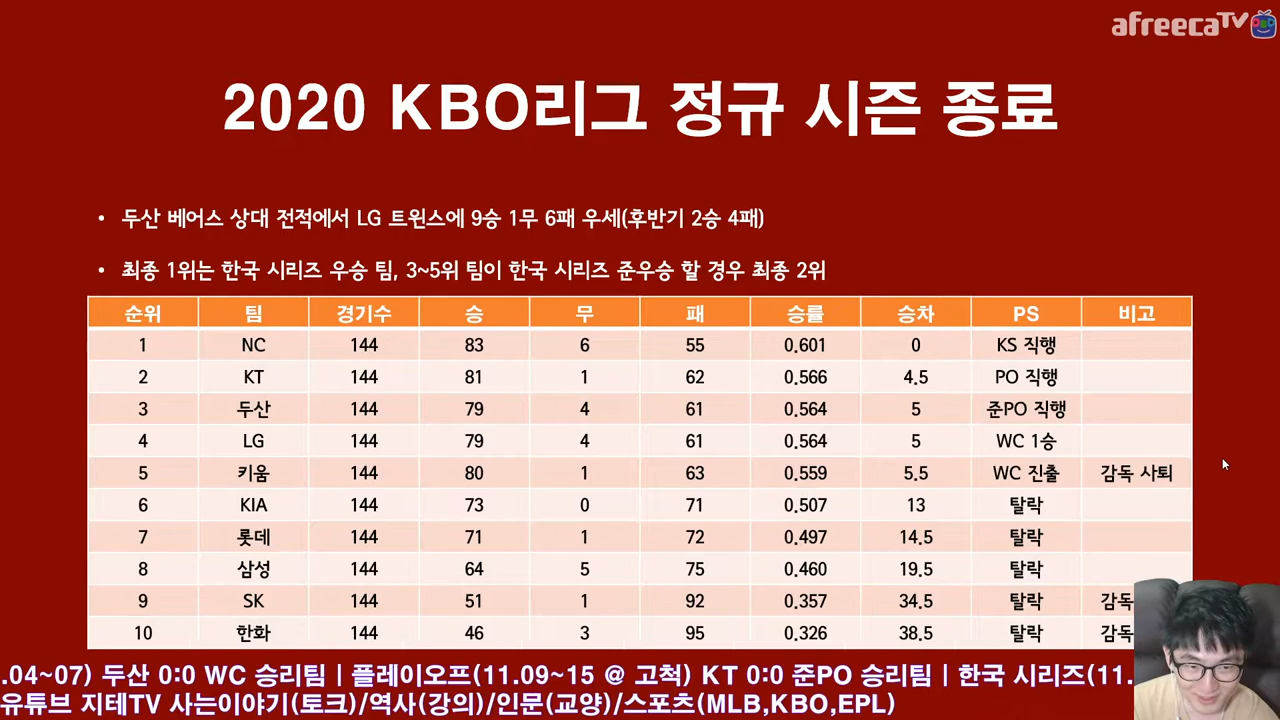 afreecaTV
2020 KBO리그 정규 시즌 종료
• 두산 베어스 상대 전적에서 LG 트윈스에 9승 1무 6패 우세(후반기 2승 4패)
• 최종 1위는 한국 시리즈 우승 팀, 3~5위 팀이 한국 시리즈 준우승 할 경우 최종 2위
순위 팀 경기수 승 무 패 승률 승차 PS 비고
1 NC 144 83 6 55 0.601 0 KS 직행
2 KT 144 81 1 62 0.566 4.5 PO 직행
3 두산 144 79 4 61 0.564 5 준PO 직행
4 LG 144 79 4 61 0.564 5 WC 1승
5 키움 144 80 1 63 0.559 5.5 WC 진출 감독 사퇴
6 KIA 144 73 0 71 0.507 13 탈락
7 롯데 144 71 1 72 0.497 14.5 탈락
8 삼성 144 64 5 75 0.460 19.5 탈락
9 SK 144 51 1 92 0.357 34.5 탈락 감독
10 한화 144 46 3 95 0.326 38.5 탈락 감독
.04~07) 두산 0:0 WC 승리팀 | 플레이오프(11.09~15 @ 고척) KT 0:0 준PO 승리팀 | 한국 시리즈(11.
유튜브 지테TV 사는이야기(토크)/역사(강의)/인문(교양)/스포츠(MLB,KBO,EPL)